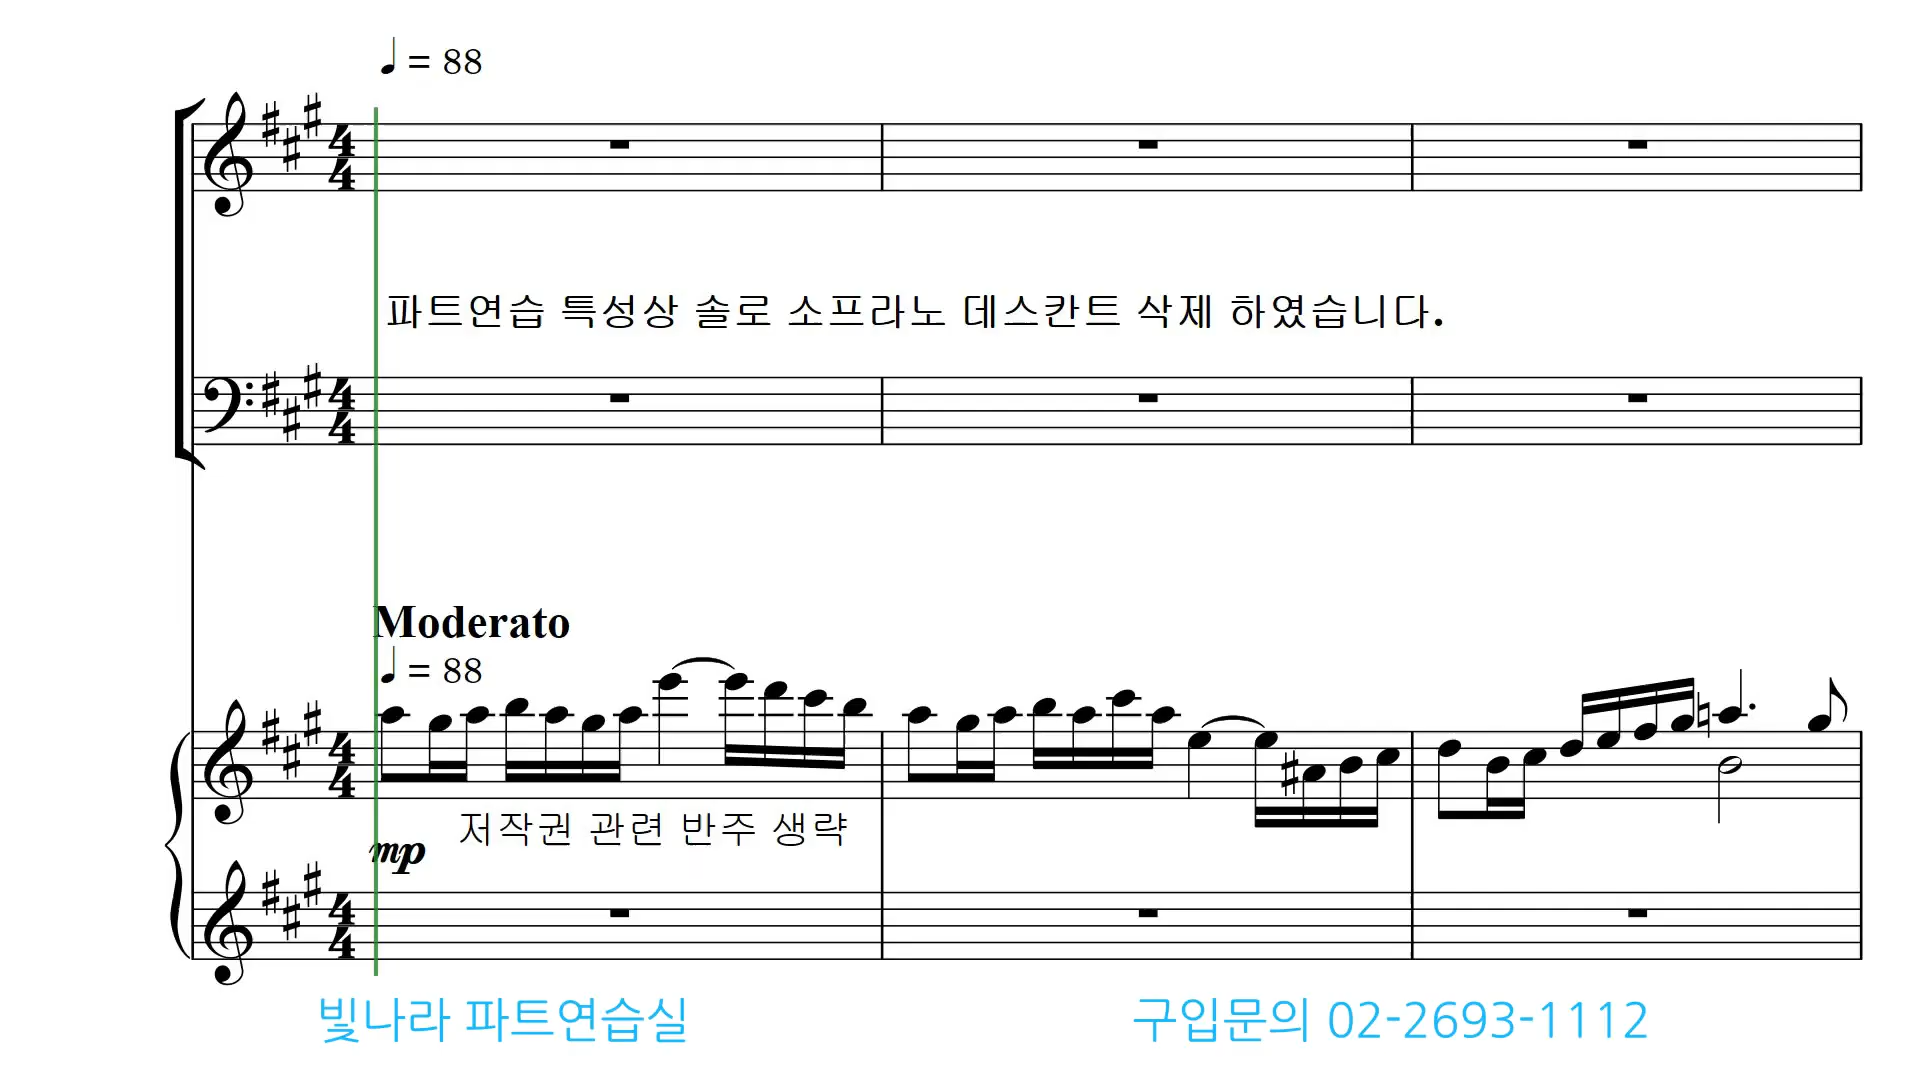 ♩ = 88
파트연습 특성상 솔로 소프라노 데스칸트 삭제 하였습니다.
Moderato
♩ = 88
저작권 관련 반주 생략
mp
빛나라 파트연습실
구입문의 02-2693-1112